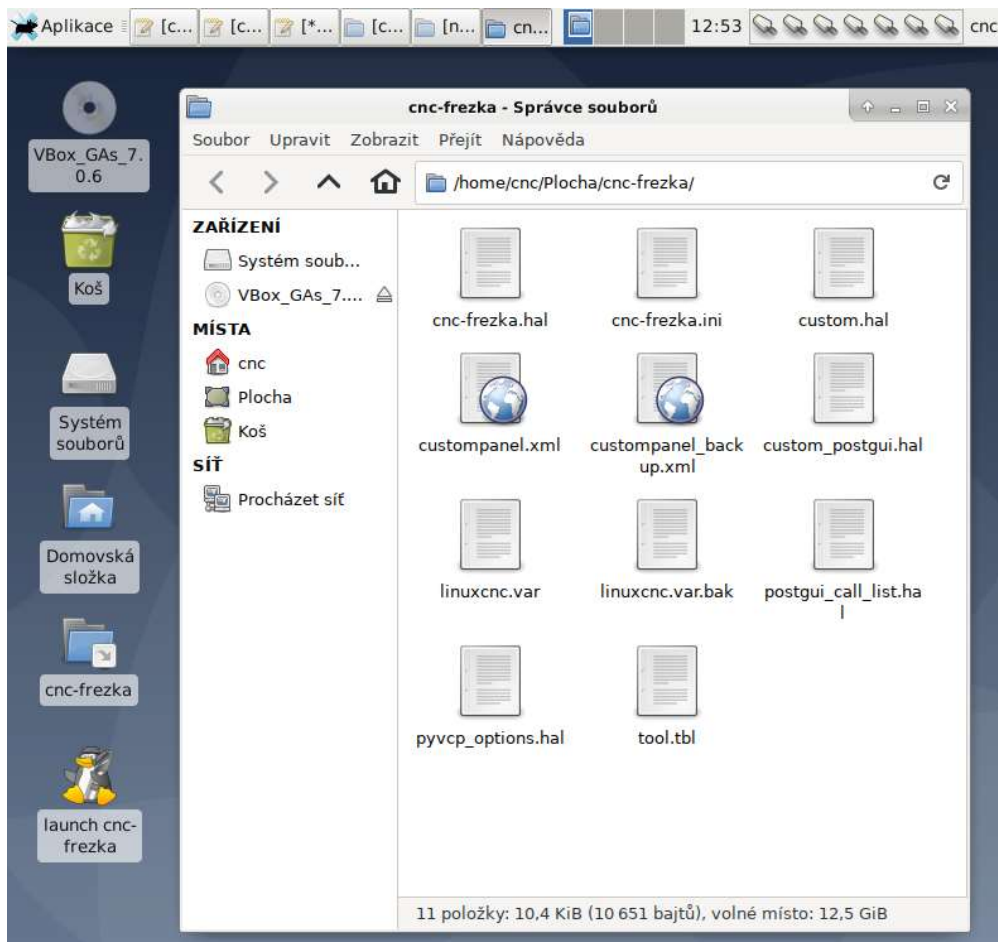 Aplikace [c... [c... [*... [c... [n... cn... 12:53 cnc
VBox_GAs_7.
0.6
Koš
Systém
souborů
Domovská
složka
cnc-frezka
launch cnc-
frezka
cnc-frezka - Správce souborů
Soubor Upravit Zobrazit Přejít Nápověda
/home/cnc/Plocha/cnc-frezka/
ZAŘÍZENÍ
Systém soub...
VBox_GAs_7....
MÍSTA
cnc
Plocha
Koš
SÍŤ
Procházet síť
cnc-frezka.hal
cnc-frezka.ini
custom.hal
custompanel.xml
custompanel_back
up.xml
custom_postgui.hal
linuxcnc.var
linuxcnc.var.bak
postgui_call_list.ha
l
pyvcp_options.hal
tool.tbl
11 položky: 10,4 KiB (10 651 bajtů), volné místo: 12,5 GiB